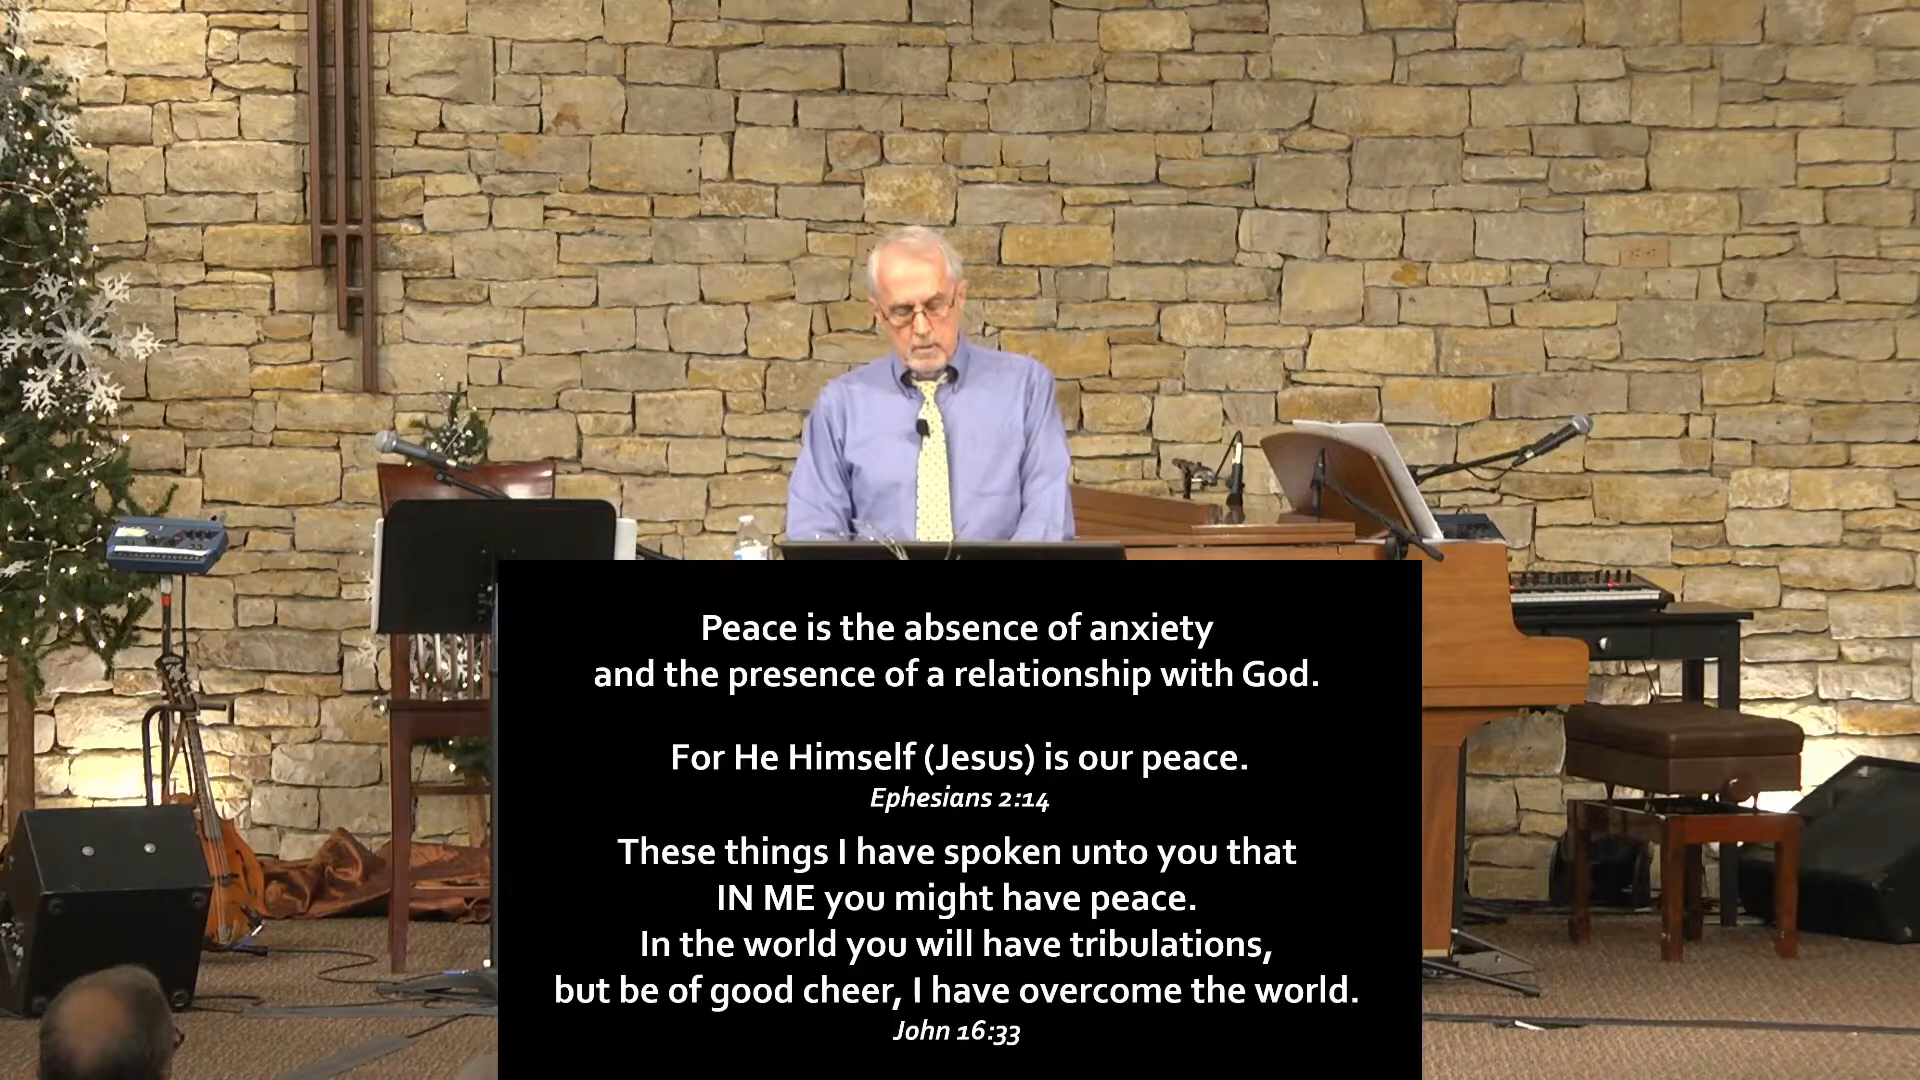 Peace is the absence of anxiety
and the presence of a relationship with God.
For He Himself (Jesus) is our peace.
Ephesians 2:14
These things I have spoken unto you that
IN ME you might have peace.
In the world you will have tribulations,
but be of good cheer, I have overcome the world.
John 16:33